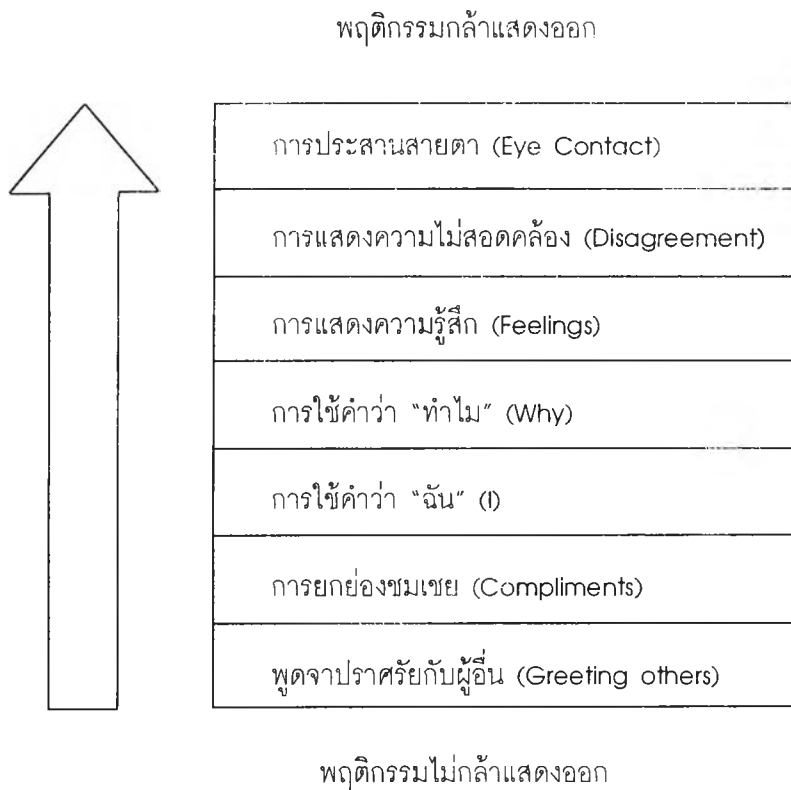 พฤติกรรมกล้าแสดงออก
การประสานสายตา (Eye Contact)
การแสดงความไม่สอดคล้อง (Disagreement)
การแสดงความรู้สึก (Feelings)
การใช้คำว่า "ทำไม" (Why)
การใช้คำว่า "ฉัน" (I)
การยกย่องชมเชย (Compliments)
พูดจาปราศรัยกับผู้อื่น (Greeting others)
พฤติกรรมไม่กล้าแสดงออก